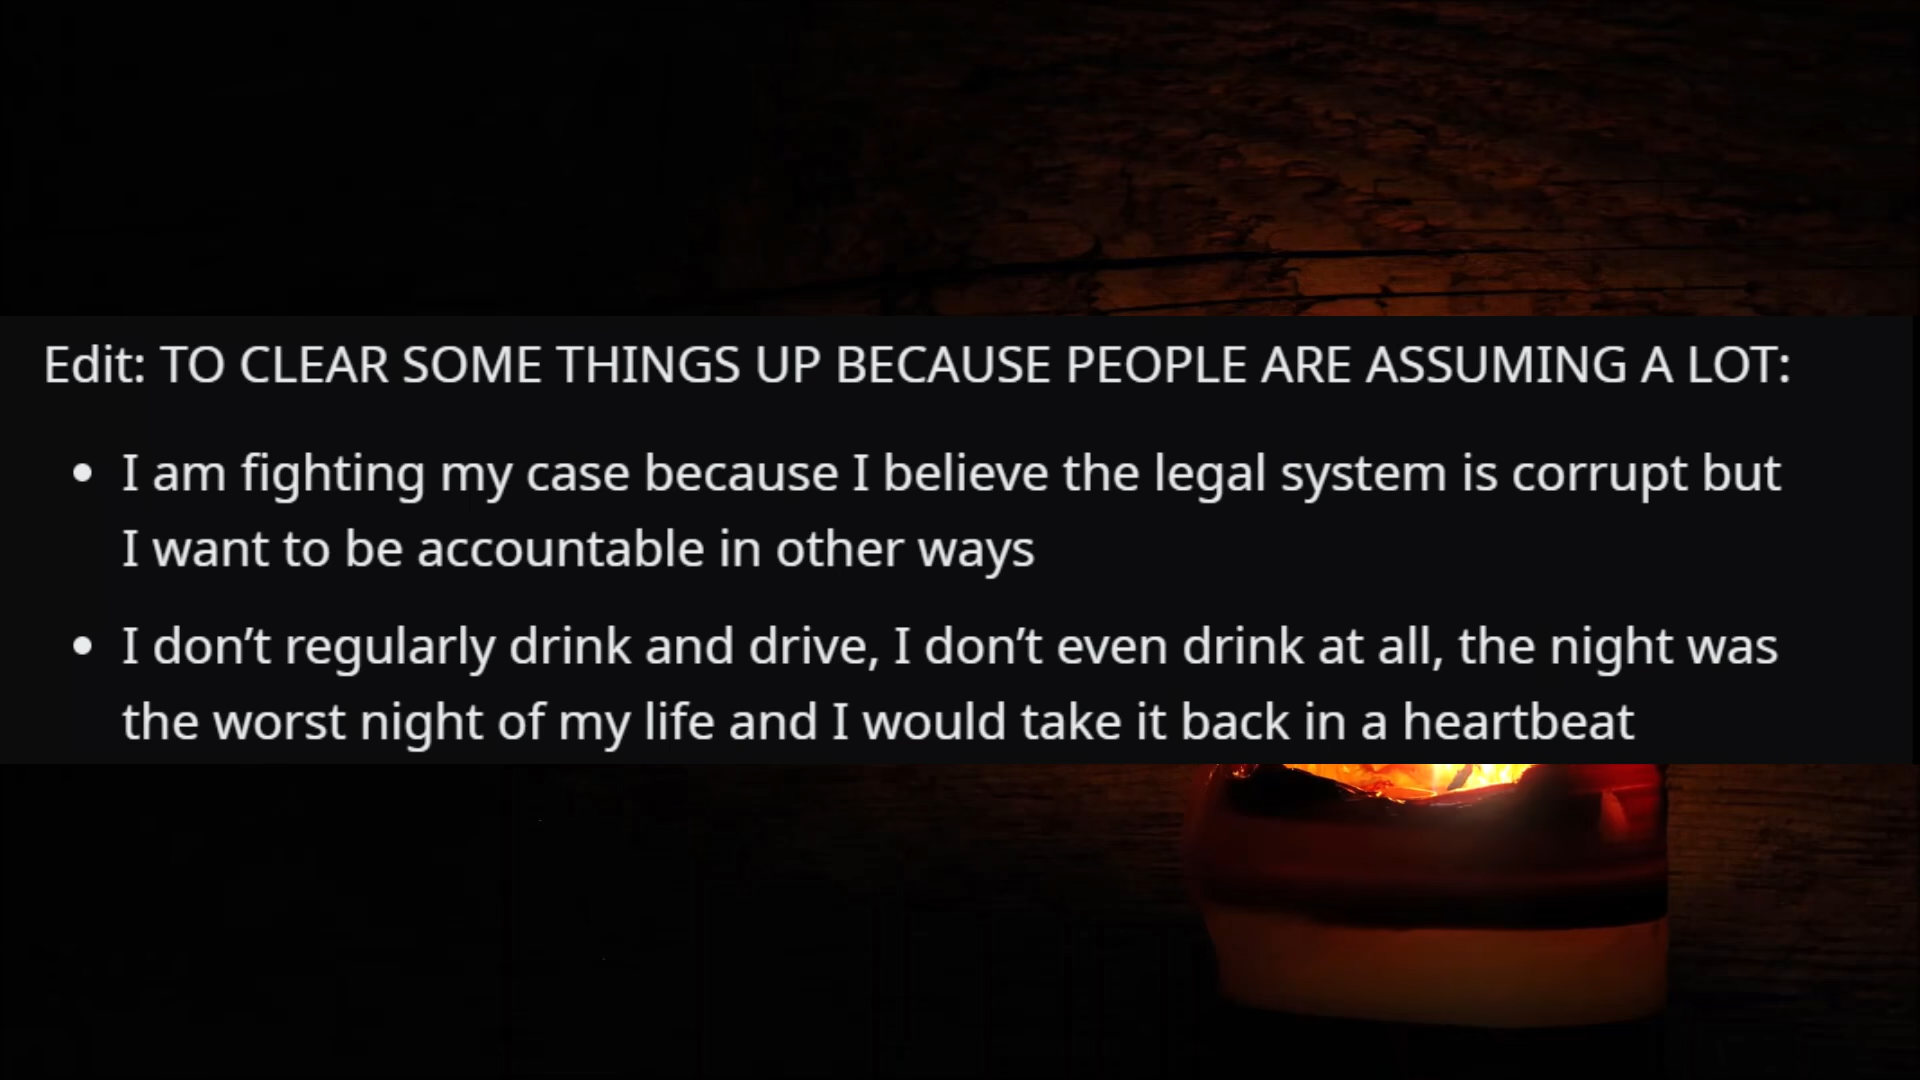 Edit: TO CLEAR SOME THINGS UP BECAUSE PEOPLE ARE ASSUMING A LOT:
• I am fighting my case because I believe the legal system is corrupt but
I want to be accountable in other ways
• I don’t regularly drink and drive, I don’t even drink at all, the night was
the worst night of my life and I would take it back in a heartbeat